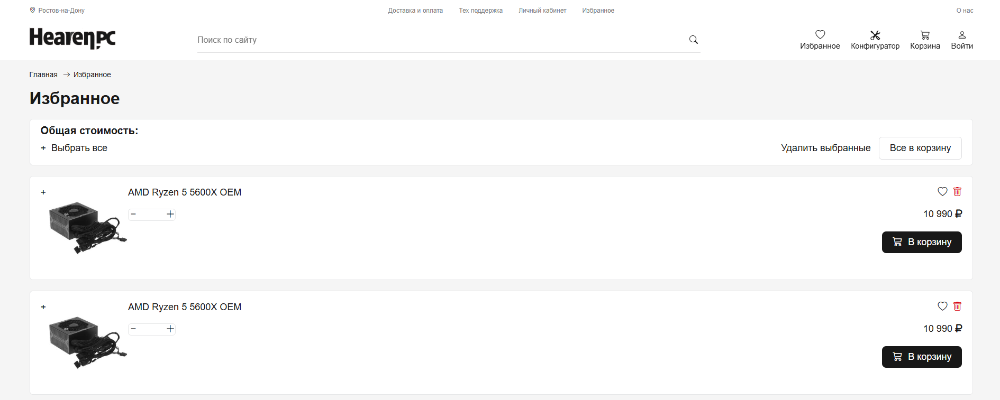 Ростов-на-Дону
Доставка и оплата Тех поддержка Личный кабинет Избранное
О нас
HearenPC
Поиск по сайту
Избранное Конфигуратор Корзина Войти
Главная → Избранное
Избранное
Общая стоимость:
+ Выбрать все
Удалить выбранные Все в корзину
+ AMD Ryzen 5 5600X OEM
− +
10 990 ₽
В корзину
+ AMD Ryzen 5 5600X OEM
− +
10 990 ₽
В корзину